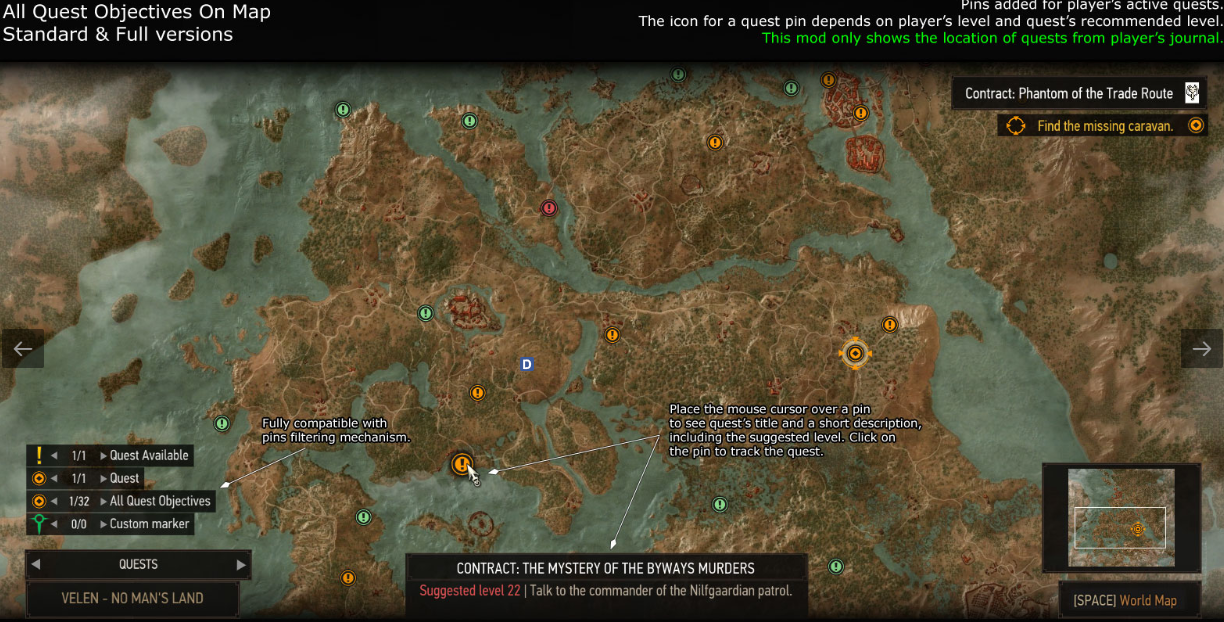 All Quest Objectives On Map
Standard & Full versions
Pins added for player's active quests.
The icon for a quest pin depends on player's level and quest's recommended level.
This mod only shows the location of quests from player's journal.
Contract: Phantom of the Trade Route
Find the missing caravan.
D
Fully compatible with
pins filtering mechanism.
Place the mouse cursor over a pin
to see quest's title and a short description,
including the suggested level. Click on
the pin to track the quest.
1/1 Quest Available
1/1 Quest
1/32 All Quest Objectives
0/0 Custom marker
QUESTS
VELEN - NO MAN'S LAND
CONTRACT: THE MYSTERY OF THE BYWAYS MURDERS
Suggested level 22 | Talk to the commander of the Nilfgaardian patrol.
[SPACE] World Map